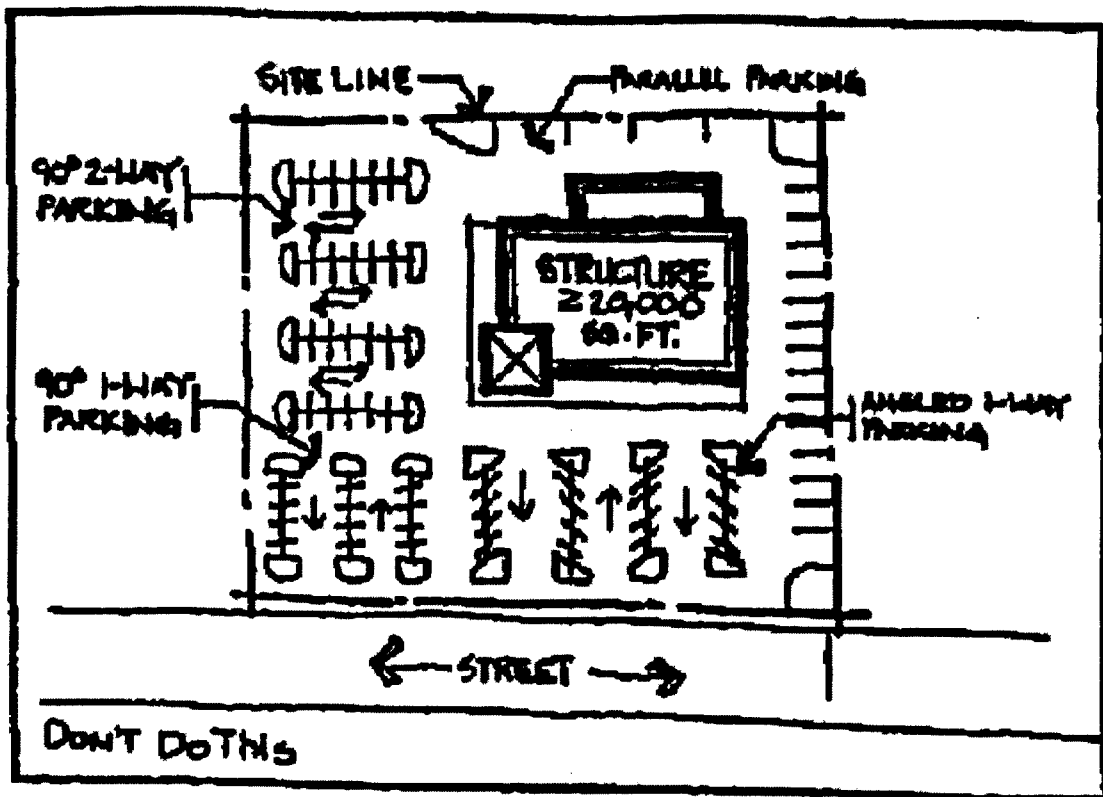 SITE LINE
PARALLEL PARKING
90° 2-WAY
PARKING
STRUCTURE
≥ 20,000
SQ. FT.
90° 1-WAY
PARKING
ANGLED 1-WAY
PARKING
STREET
DON'T DO THIS